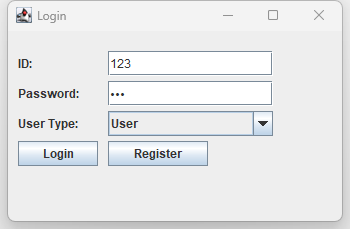 Login
ID: 123
Password: •••
User Type: User
Login Register